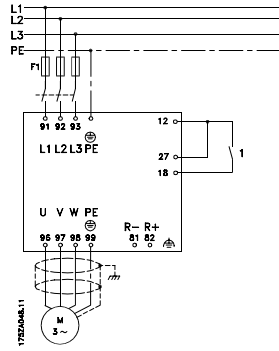 L1
L2
L3
PE
F1
91 92 93
L1 L2 L3 PE
12
27
18
1
U V W PE
R- R+
81 82
96 97 98 99
M
3~
175ZA048.11